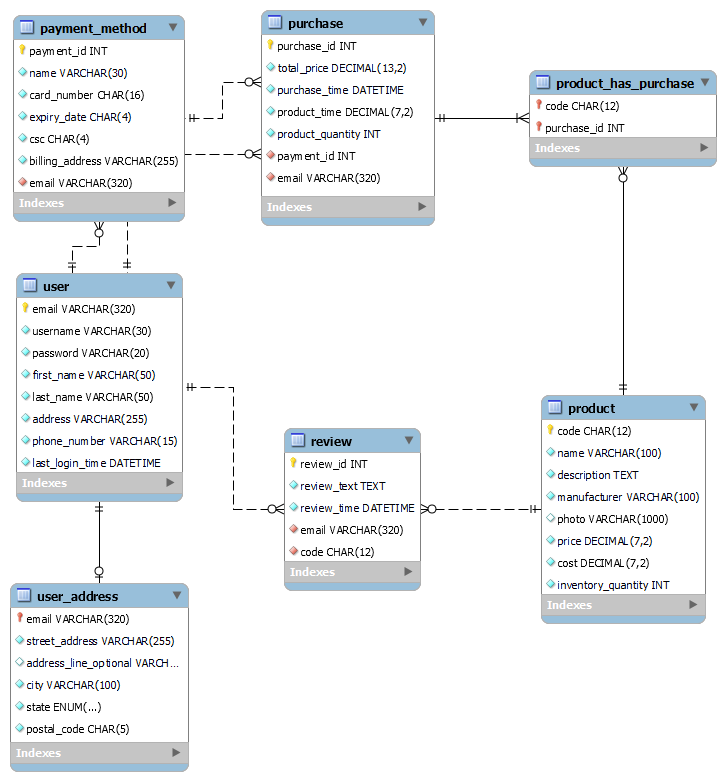 payment_method
payment_id INT
name VARCHAR(30)
card_number CHAR(16)
expiry_date CHAR(4)
csc CHAR(4)
billing_address VARCHAR(255)
email VARCHAR(320)
Indexes
purchase
purchase_id INT
total_price DECIMAL(13,2)
purchase_time DATETIME
product_time DECIMAL(7,2)
product_quantity INT
payment_id INT
email VARCHAR(320)
Indexes
product_has_purchase
code CHAR(12)
purchase_id INT
Indexes
user
email VARCHAR(320)
username VARCHAR(30)
password VARCHAR(20)
first_name VARCHAR(50)
last_name VARCHAR(50)
address VARCHAR(255)
phone_number VARCHAR(15)
last_login_time DATETIME
Indexes
review
review_id INT
review_text TEXT
review_time DATETIME
email VARCHAR(320)
code CHAR(12)
Indexes
product
code CHAR(12)
name VARCHAR(100)
description TEXT
manufacturer VARCHAR(100)
photo VARCHAR(1000)
price DECIMAL(7,2)
cost DECIMAL(7,2)
inventory_quantity INT
Indexes
user_address
email VARCHAR(320)
street_address VARCHAR(255)
address_line_optional VARCH...
city VARCHAR(100)
state ENUM(...)
postal_code CHAR(5)
Indexes